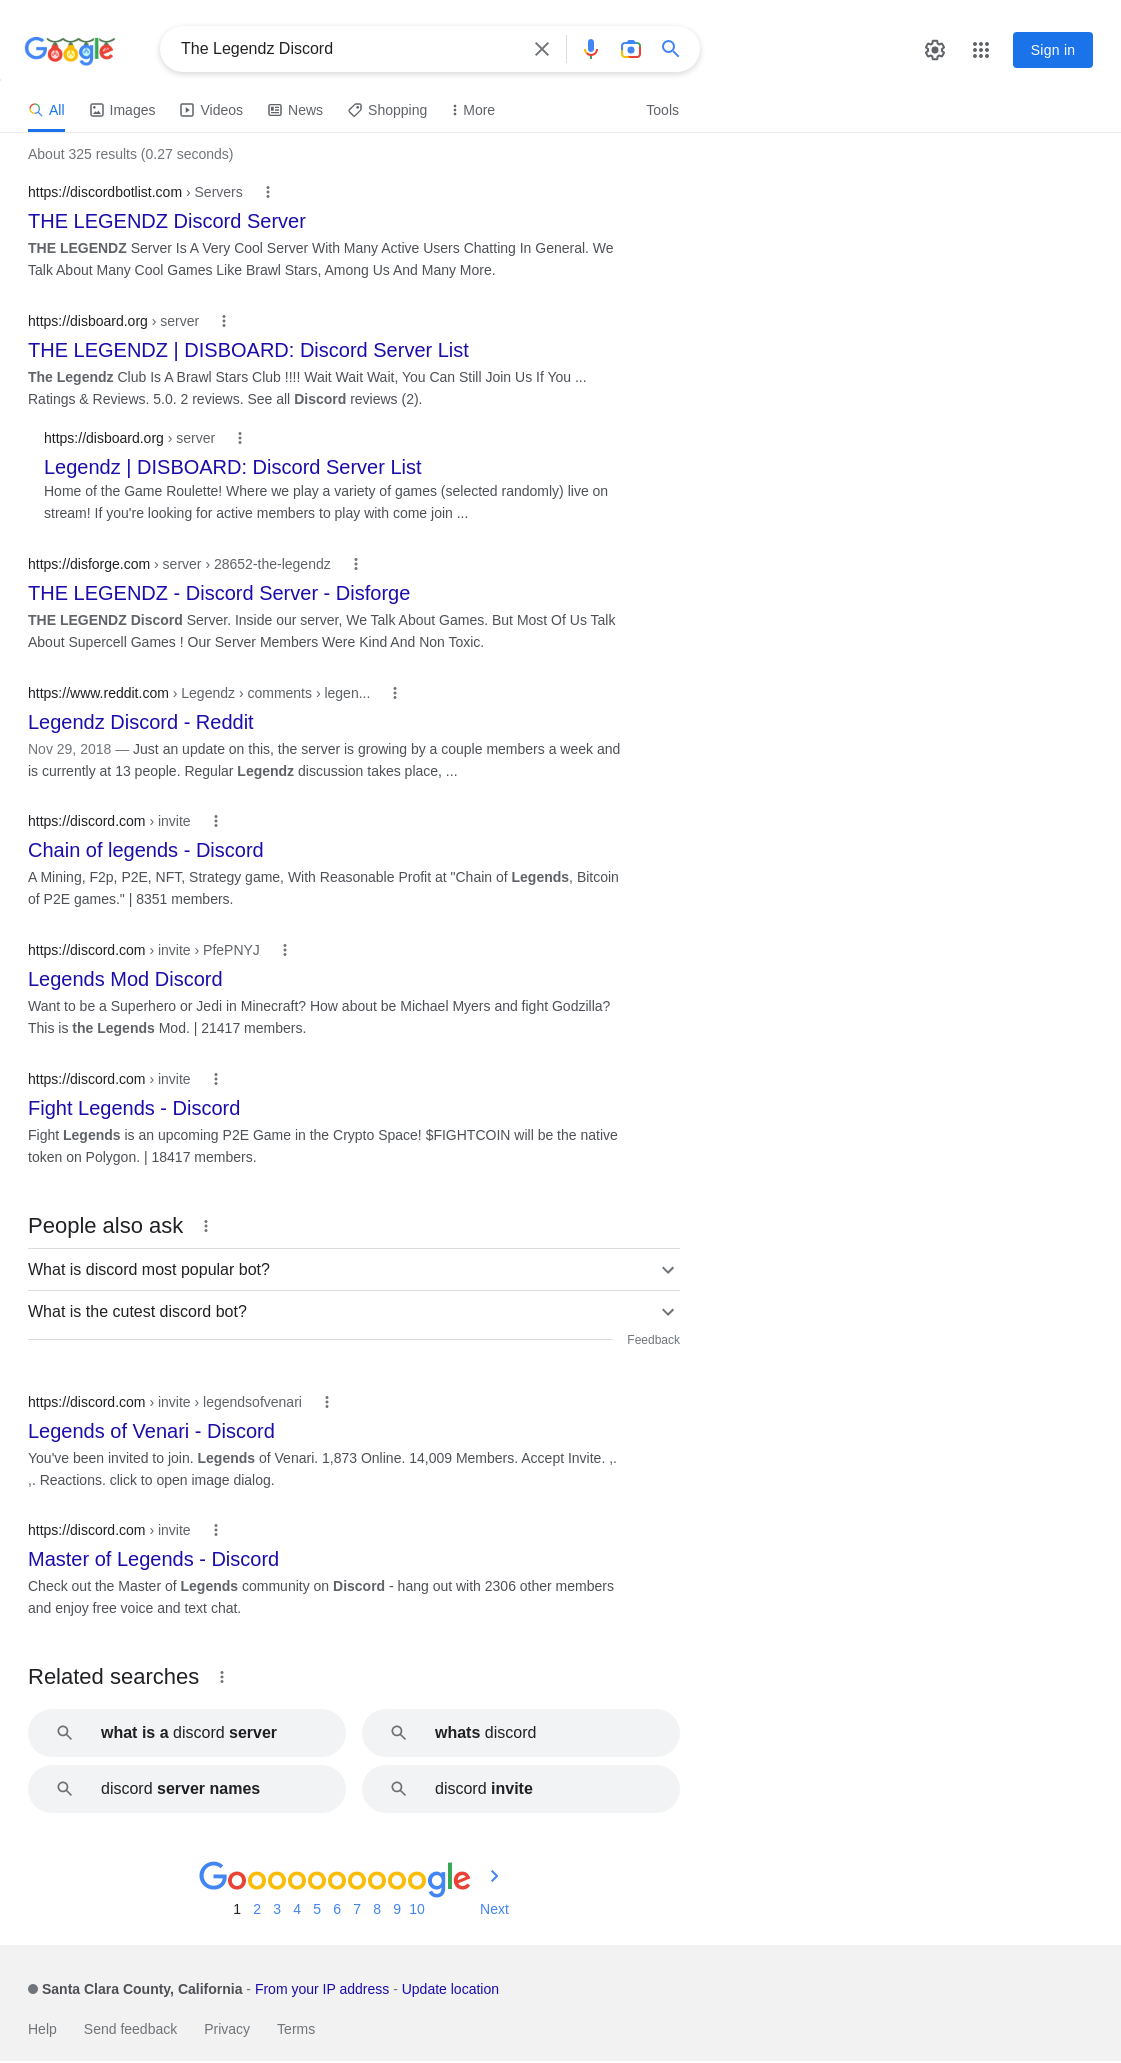 Google
The Legendz Discord
Sign in
All Images Videos News Shopping More Tools
About 325 results (0.27 seconds)
https://discordbotlist.com › Servers
THE LEGENDZ Discord Server
THE LEGENDZ Server Is A Very Cool Server With Many Active Users Chatting In General. We
Talk About Many Cool Games Like Brawl Stars, Among Us And Many More.
https://disboard.org › server
THE LEGENDZ | DISBOARD: Discord Server List
The Legendz Club Is A Brawl Stars Club !!!! Wait Wait Wait, You Can Still Join Us If You ...
Ratings & Reviews. 5.0. 2 reviews. See all Discord reviews (2).
https://disboard.org › server
Legendz | DISBOARD: Discord Server List
Home of the Game Roulette! Where we play a variety of games (selected randomly) live on
stream! If you're looking for active members to play with come join ...
https://disforge.com › server › 28652-the-legendz
THE LEGENDZ - Discord Server - Disforge
THE LEGENDZ Discord Server. Inside our server, We Talk About Games. But Most Of Us Talk
About Supercell Games ! Our Server Members Were Kind And Non Toxic.
https://www.reddit.com › Legendz › comments › legen...
Legendz Discord - Reddit
Nov 29, 2018 — Just an update on this, the server is growing by a couple members a week and
is currently at 13 people. Regular Legendz discussion takes place, ...
https://discord.com › invite
Chain of legends - Discord
A Mining, F2p, P2E, NFT, Strategy game, With Reasonable Profit at "Chain of Legends, Bitcoin
of P2E games." | 8351 members.
https://discord.com › invite › PfePNYJ
Legends Mod Discord
Want to be a Superhero or Jedi in Minecraft? How about be Michael Myers and fight Godzilla?
This is the Legends Mod. | 21417 members.
https://discord.com › invite
Fight Legends - Discord
Fight Legends is an upcoming P2E Game in the Crypto Space! $FIGHTCOIN will be the native
token on Polygon. | 18417 members.
People also ask
What is discord most popular bot?
What is the cutest discord bot?
Feedback
https://discord.com › invite › legendsofvenari
Legends of Venari - Discord
You've been invited to join. Legends of Venari. 1,873 Online. 14,009 Members. Accept Invite. ,.
,. Reactions. click to open image dialog.
https://discord.com › invite
Master of Legends - Discord
Check out the Master of Legends community on Discord - hang out with 2306 other members
and enjoy free voice and text chat.
Related searches
what is a discord server
whats discord
discord server names
discord invite
Goooooooooogle
1 2 3 4 5 6 7 8 9 10 Next
Santa Clara County, California - From your IP address - Update location
Help Send feedback Privacy Terms